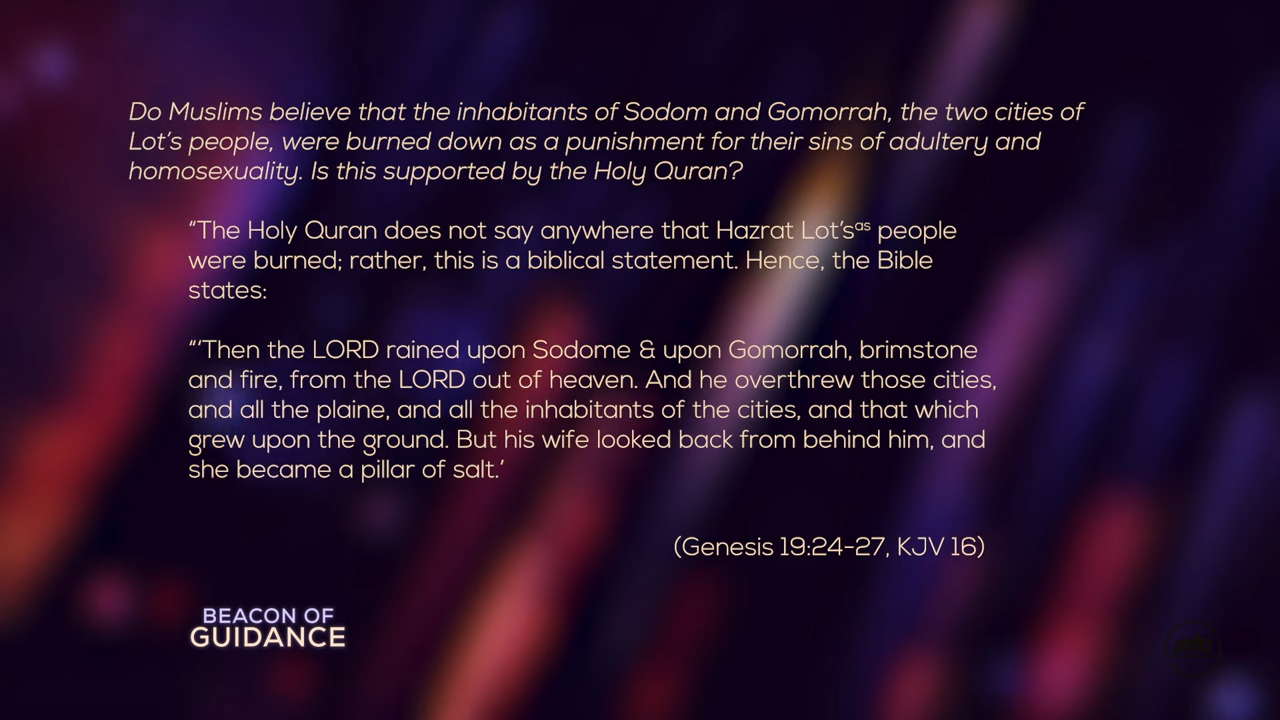 Do Muslims believe that the inhabitants of Sodom and Gomorrah, the two cities of
Lot's people, were burned down as a punishment for their sins of adultery and
homosexuality. Is this supported by the Holy Quran?
“The Holy Quran does not say anywhere that Hazrat Lot'sas people
were burned; rather, this is a biblical statement. Hence, the Bible
states:
“‘Then the LORD rained upon Sodome & upon Gomorrah, brimstone
and fire, from the LORD out of heaven. And he overthrew those cities,
and all the plaine, and all the inhabitants of the cities, and that which
grew upon the ground. But his wife looked back from behind him, and
she became a pillar of salt.’
(Genesis 19:24-27, KJV 16)
BEACON OF
GUIDANCE